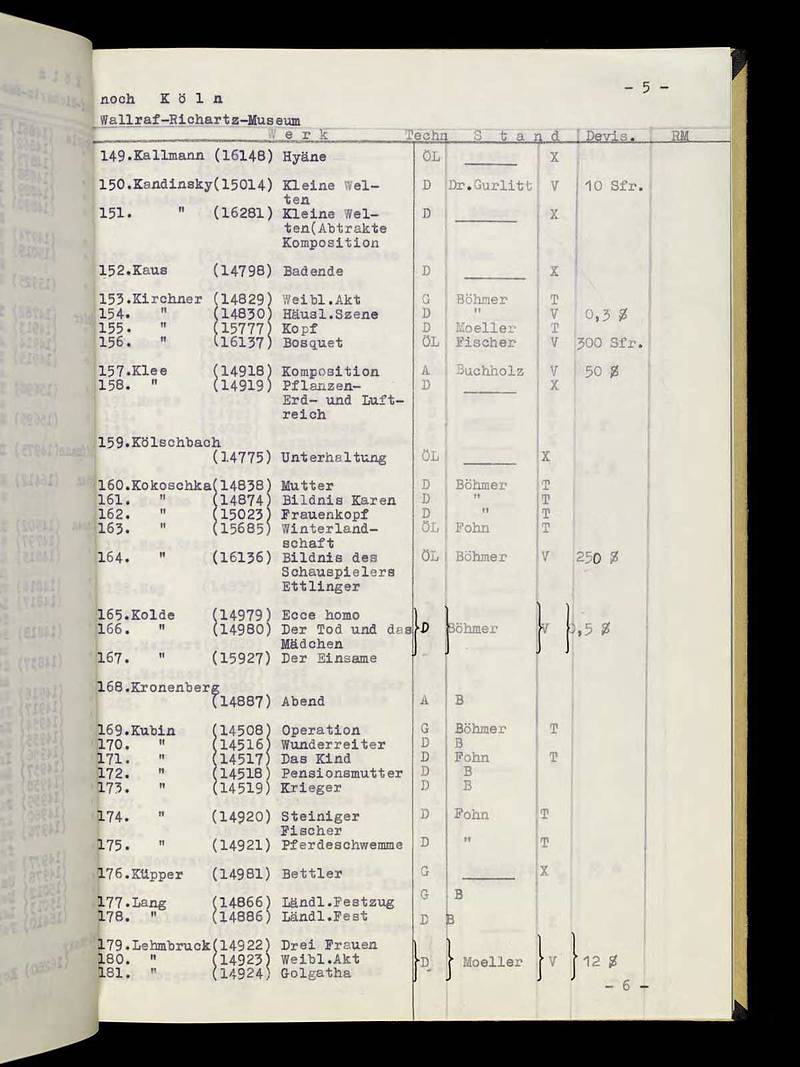 - 5 -
noch K ö l n
Wallraf-Richartz-Museum
W e r k Techn S t a n d Devis. RM
149.Kallmann (16148) Hyäne ÖL ______ X
150.Kandinsky(15014) Kleine Wel- D Dr.Gurlitt V 10 Sfr.
ten
151. " (16281) Kleine Wel- D ______ X
ten(Abtrakte
Komposition
152.Kaus (14798) Badende D ______ X
153.Kirchner (14829) Weibl.Akt G Böhmer T
154. " (14830) Häusl.Szene D " V 0,3 $
155. " (15777) Kopf D Moeller T
156. " (16137) Bosquet ÖL Fischer V 300 Sfr.
157.Klee (14918) Komposition A Buchholz V 50 $
158. " (14919) Pflanzen- D ______ X
Erd- und Luft-
reich
159.Kölschbach
(14775) Unterhaltung ÖL ______ X
160.Kokoschka(14838) Mutter D Böhmer T
161. " (14874) Bildnis Karen D " T
162. " (15023) Frauenkopf D " T
163. " (15685) Winterland- ÖL Fohn T
schaft
164. " (16136) Bildnis des ÖL Böhmer V 250 $
Schauspielers
Ettlinger
165.Kolde (14979) Ecce homo
166. " (14980) Der Tod und das D Böhmer V 0,5 $
Mädchen
167. " (15927) Der Einsame
168.Kronenberg
(14887) Abend A B
169.Kubin (14508) Operation G Böhmer T
170. " (14516) Wunderreiter D B
171. " (14517) Das Kind D Fohn T
172. " (14518) Pensionsmutter D B
173. " (14519) Krieger D B
174. " (14920) Steiniger D Fohn T
Fischer
175. " (14921) Pferdeschwemme D " T
176.Küpper (14981) Bettler G ______ X
177.Lang (14866) Ländl.Festzug G B
178. " (14886) Ländl.Fest D B
179.Lehmbruck(14922) Drei Frauen
180. " (14923) Weibl.Akt D Moeller V 12 $
181. " (14924) Golgatha
- 6 -